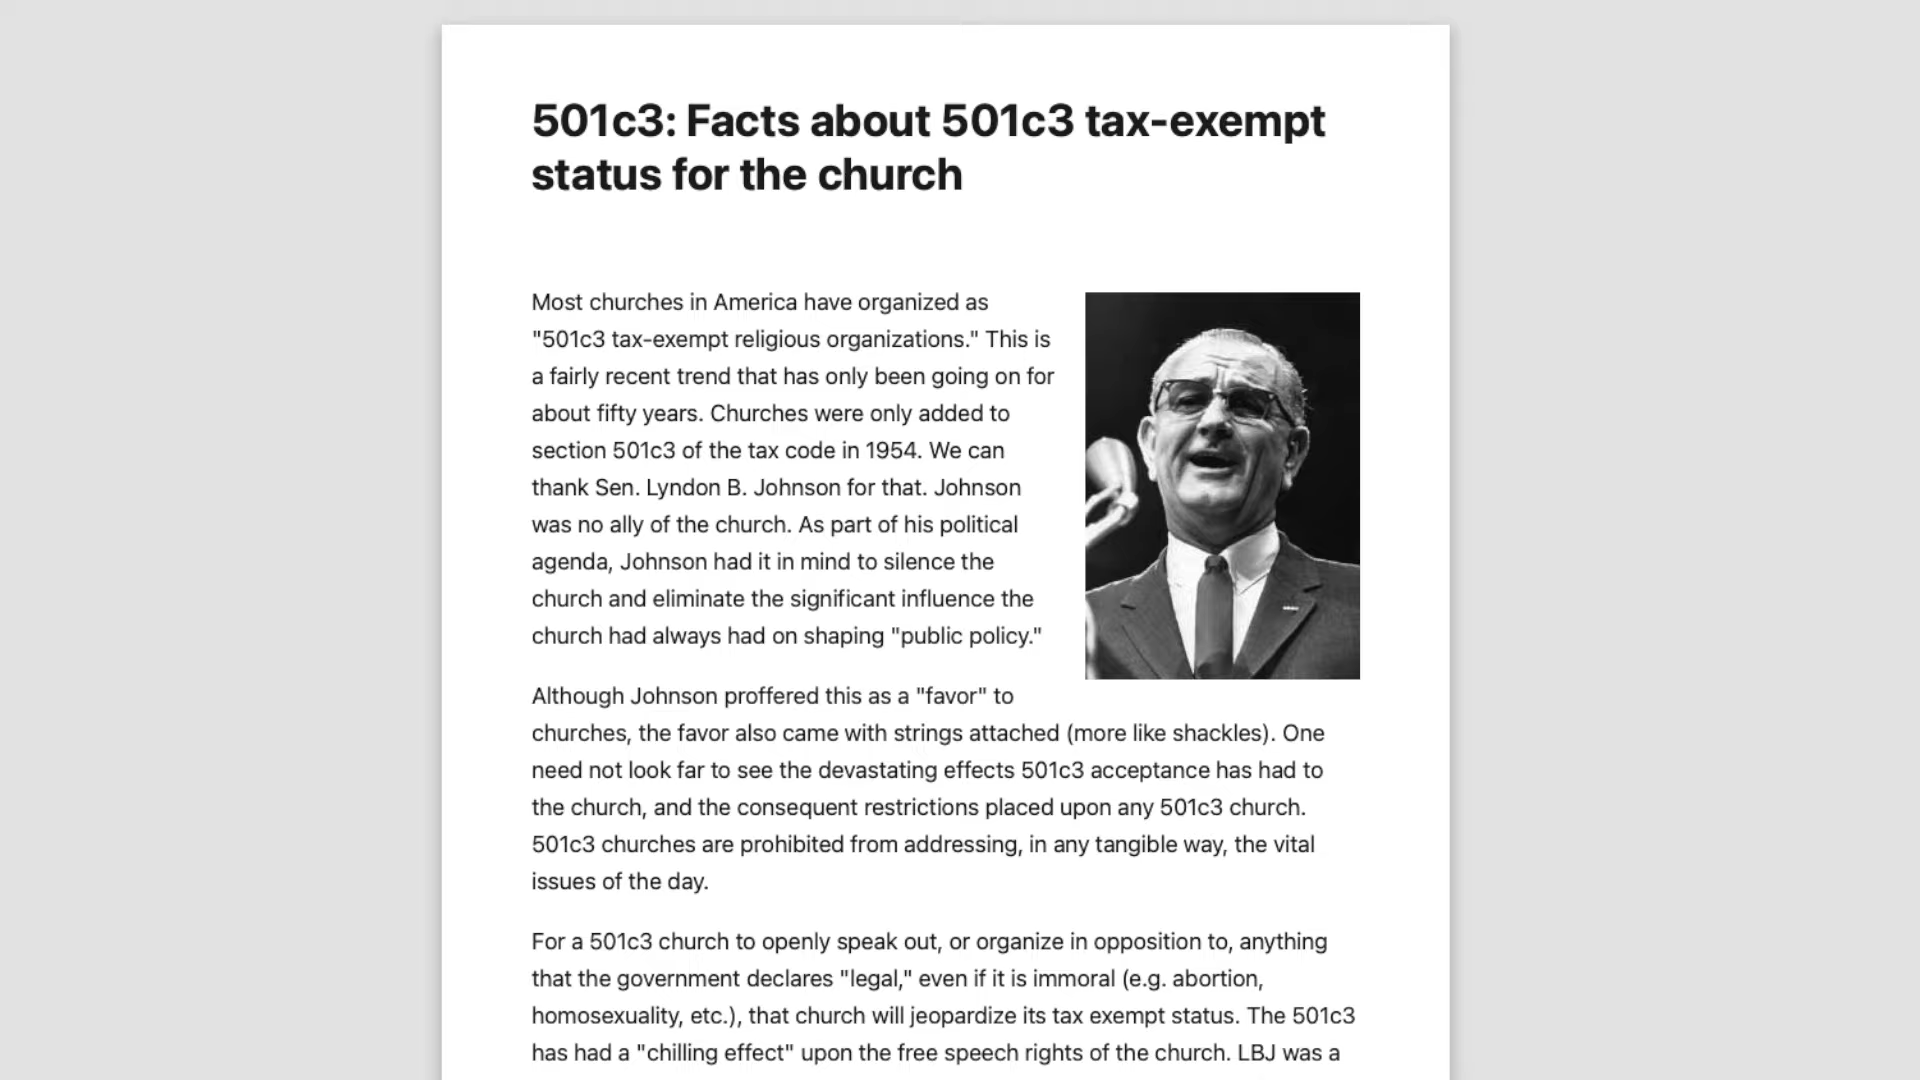 501c3: Facts about 501c3 tax-exempt
status for the church
Most churches in America have organized as
"501c3 tax-exempt religious organizations." This is
a fairly recent trend that has only been going on for
about fifty years. Churches were only added to
section 501c3 of the tax code in 1954. We can
thank Sen. Lyndon B. Johnson for that. Johnson
was no ally of the church. As part of his political
agenda, Johnson had it in mind to silence the
church and eliminate the significant influence the
church had always had on shaping "public policy."
Although Johnson proffered this as a "favor" to
churches, the favor also came with strings attached (more like shackles). One
need not look far to see the devastating effects 501c3 acceptance has had to
the church, and the consequent restrictions placed upon any 501c3 church.
501c3 churches are prohibited from addressing, in any tangible way, the vital
issues of the day.
For a 501c3 church to openly speak out, or organize in opposition to, anything
that the government declares "legal," even if it is immoral (e.g. abortion,
homosexuality, etc.), that church will jeopardize its tax exempt status. The 501c3
has had a "chilling effect" upon the free speech rights of the church. LBJ was a